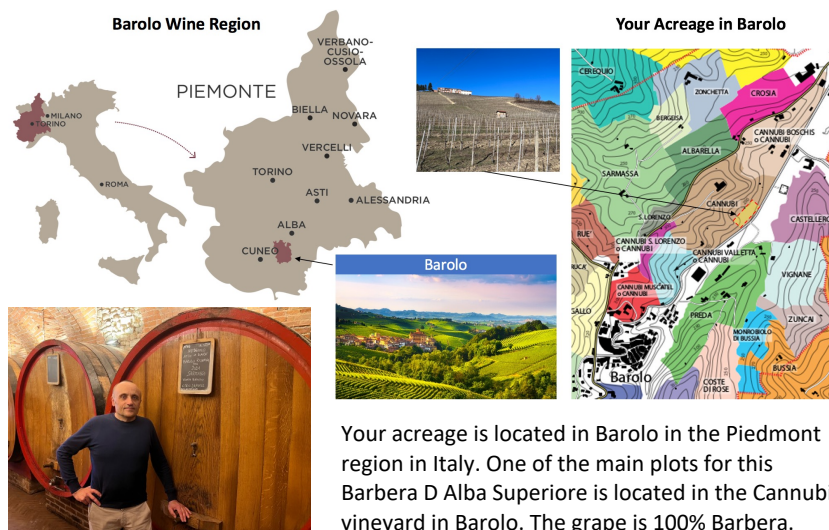 Barolo Wine Region
Your Acreage in Barolo
PIEMONTE
VERBANO-
CUSIO-
OSSOLA
BIELLA
NOVARA
VERCELLI
TORINO
ASTI
ALESSANDRIA
ALBA
CUNEO
MILANO
TORINO
ROMA
Barolo
CEREQUIO
ZONCHETTA
CROSIA
BERGEISA
CANNUBI BOSCHIS
o CANNUBI
ALBARELLA
SARMASSA
CANNUBI
S. LORENZO
CASTELLERO
RUE'
CANNUBI S. LORENZO
o CANNUBI
CANNUBI VALLETTA
o CANNUBI
VIGNANE
CANNUBI MUSCATEL
o CANNUBI
PREDA
ZUNCAI
MONROBIOLO
DI BUSSIA
BUSSIA
Barolo
COSTE
DI ROSE
Your acreage is located in Barolo in the Piedmont
region in Italy. One of the main plots for this
Barbera D Alba Superiore is located in the Cannubi
vineyard in Barolo. The grape is 100% Barbera.